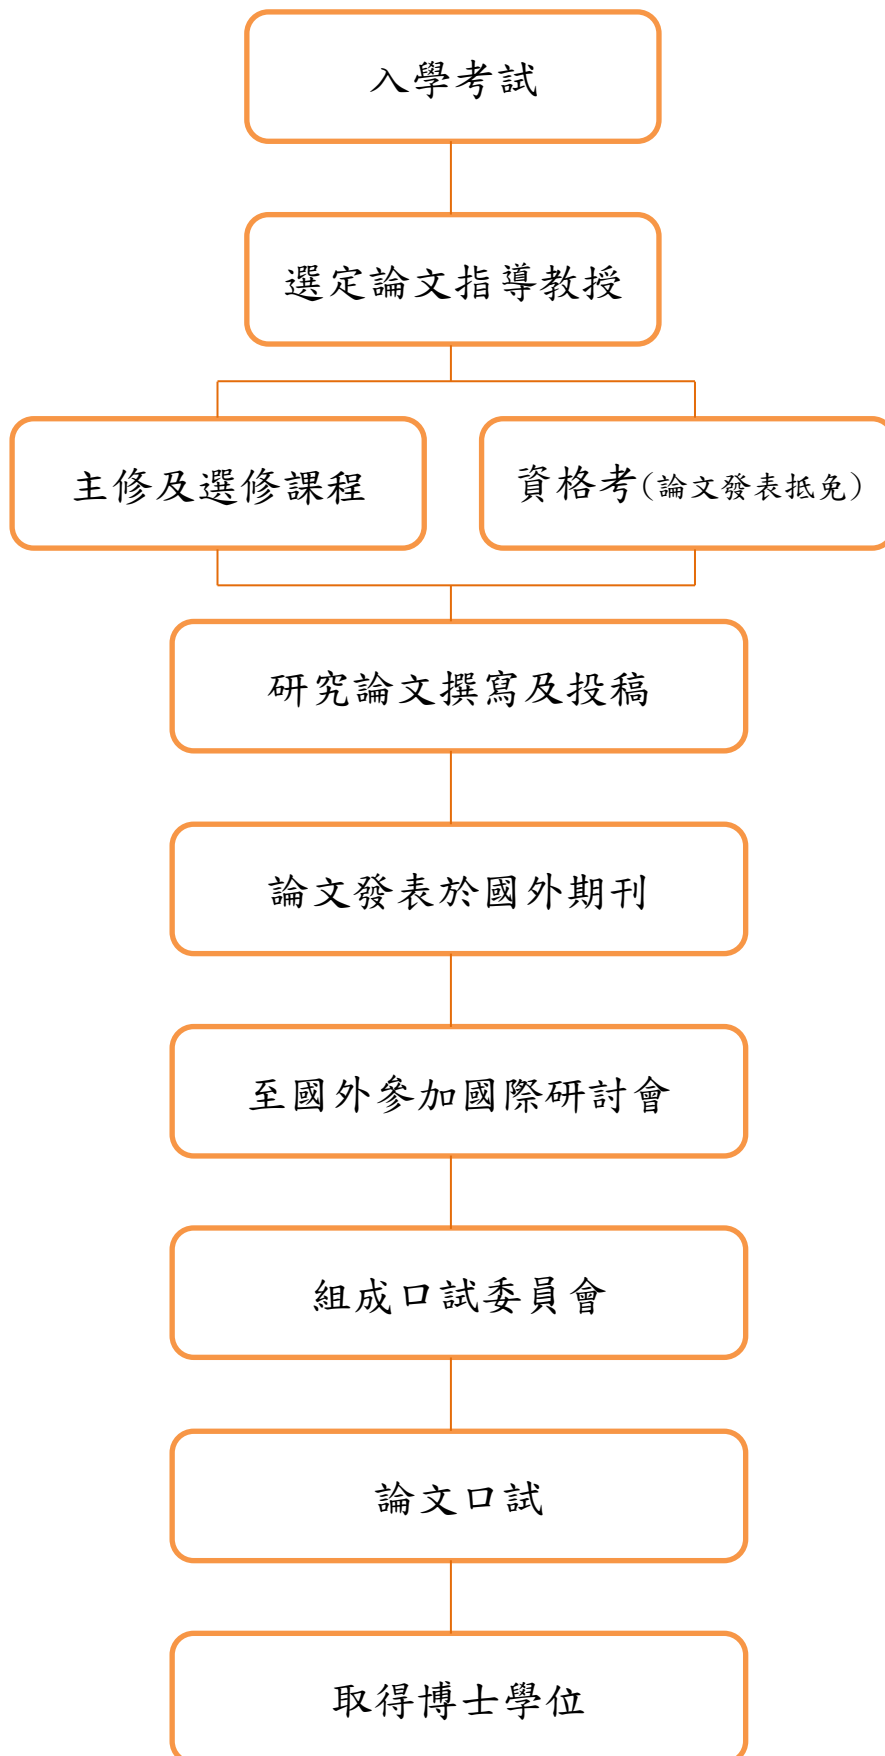 入學考試
選定論文指導教授
主修及選修課程
資格考(論文發表抵免)
研究論文撰寫及投稿
論文發表於國外期刊
至國外參加國際研討會
組成口試委員會
論文口試
取得博士學位